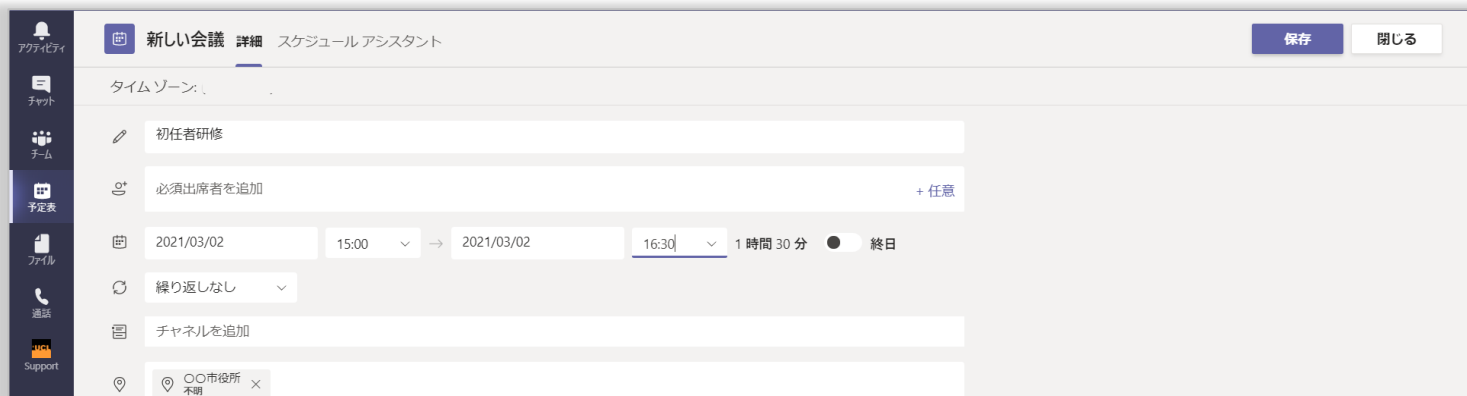 アクティビティ
チャット
チーム
予定表
ファイル
通話
UCL
Support
新しい会議 詳細 スケジュール アシスタント
保存 閉じる
タイム ゾーン:
初任者研修
必須出席者を追加 + 任意
2021/03/02 15:00 → 2021/03/02 16:30 1 時間 30 分 終日
繰り返しなし
チャネルを追加
〇〇市役所
不明